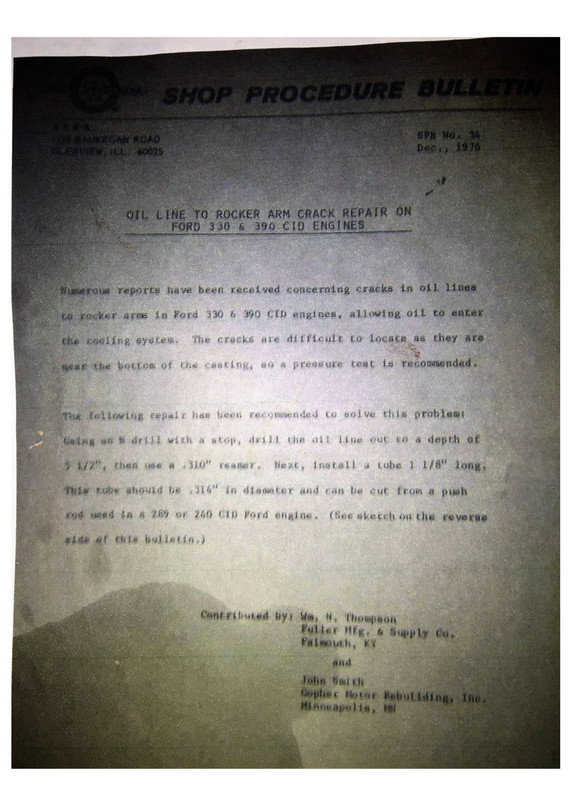 SHOP PROCEDURE BULLETIN
WAUKEGAN ROAD
GLENVIEW, ILL. 60025
SPB No. 34
Dec., 1976
OIL LINE TO ROCKER ARM CRACK REPAIR ON
FORD 330 & 390 CID ENGINES
Numerous reports have been received concerning cracks in oil lines
to rocker arms in Ford 330 & 390 CID engines, allowing oil to enter
the cooling system. The cracks are difficult to locate as they are
near the bottom of the casting, so a pressure test is recommended.
The following repair has been recommended to solve this problem:
Using an N drill with a stop, drill the oil line out to a depth of
5 1/2", then use a .310" reamer. Next, install a tube 1 1/8" long.
This tube should be .314" in diameter and can be cut from a push
rod used in a 289 or 240 CID Ford engine. (See sketch on the reverse
side of this bulletin.)
Contributed by: Wm. N. Thompson
Fuller Mfg. & Supply Co.
Falmouth, KY
and
John Smith
Gopher Motor Rebuilding, Inc.
Minneapolis, MN